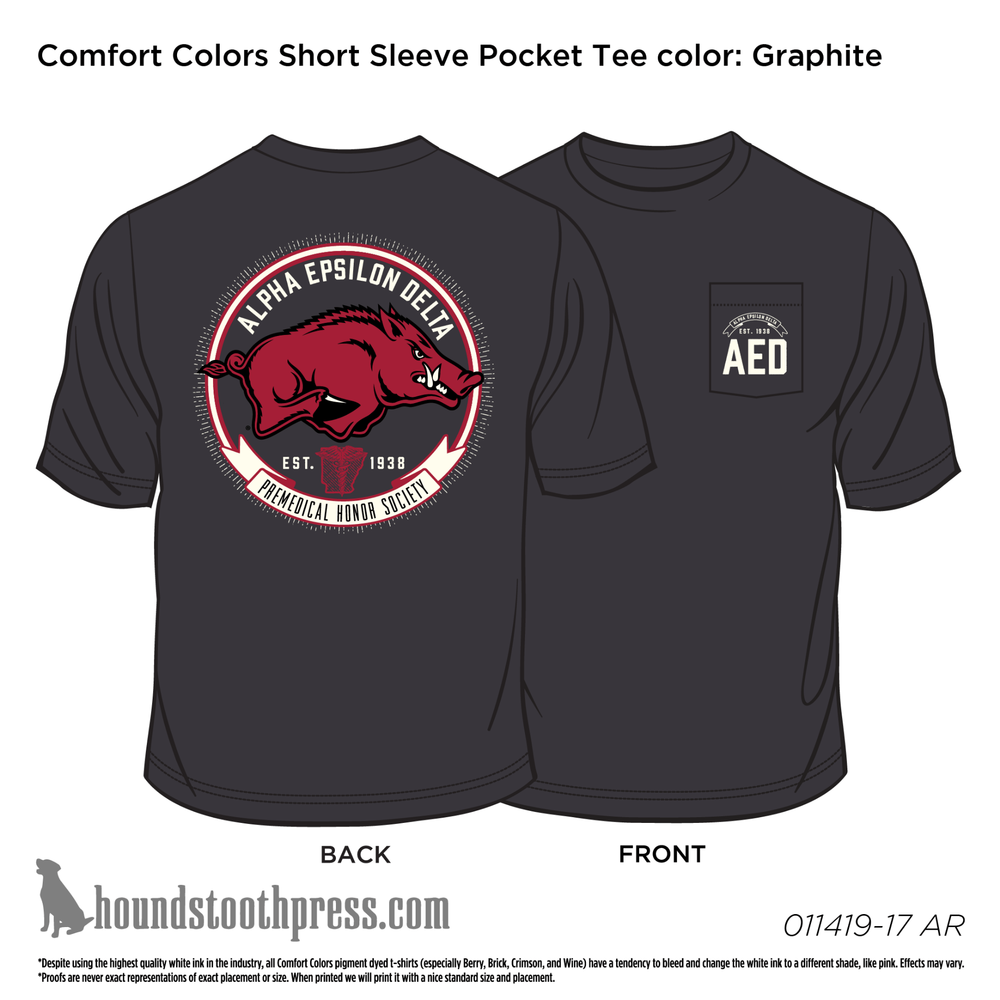 Comfort Colors Short Sleeve Pocket Tee color: Graphite
ALPHA EPSILON DELTA
®
EST. 1938
PREMEDICAL HONOR SOCIETY
ALPHA EPSILON DELTA
EST. 1938
AED
BACK
FRONT
houndstoothpress.com
011419-17 AR
*Despite using the highest quality white ink in the industry, all Comfort Colors pigment dyed t-shirts (especially Berry, Brick, Crimson, and Wine) have a tendency to bleed and change the white ink to a different shade, like pink. Effects may vary.
*Proofs are never exact representations of exact placement or size. When printed we will print it with a nice standard size and placement.